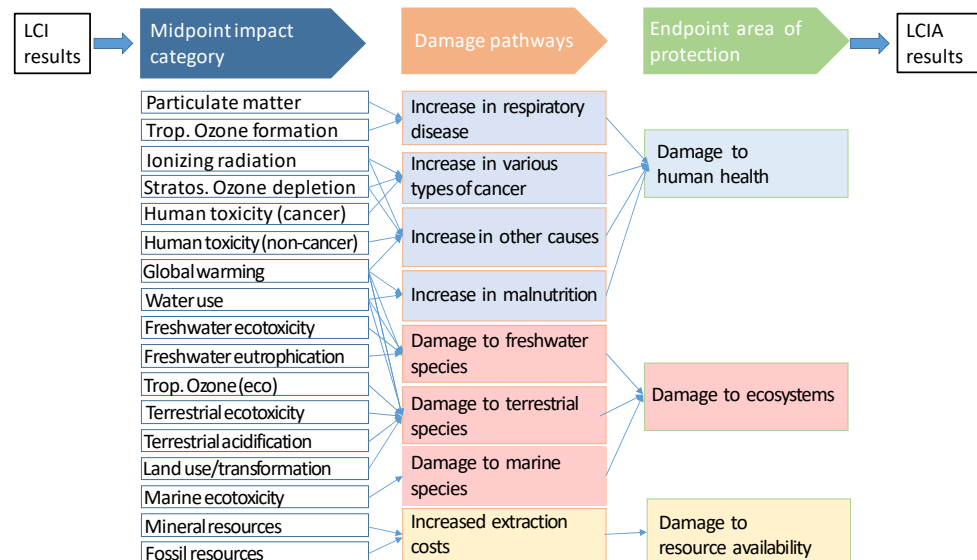 LCI
results
Midpoint impact
category
Damage pathways
Endpoint area of
protection
LCIA
results
Particulate matter
Trop. Ozone formation
Ionizing radiation
Stratos. Ozone depletion
Human toxicity (cancer)
Human toxicity (non-cancer)
Global warming
Water use
Freshwater ecotoxicity
Freshwater eutrophication
Trop. Ozone (eco)
Terrestrial ecotoxicity
Terrestrial acidification
Land use/transformation
Marine ecotoxicity
Mineral resources
Fossil resources
Increase in respiratory
disease
Increase in various
types of cancer
Increase in other causes
Increase in malnutrition
Damage to freshwater
species
Damage to terrestrial
species
Damage to marine
species
Increased extraction
costs
Damage to
human health
Damage to ecosystems
Damage to
resource availability